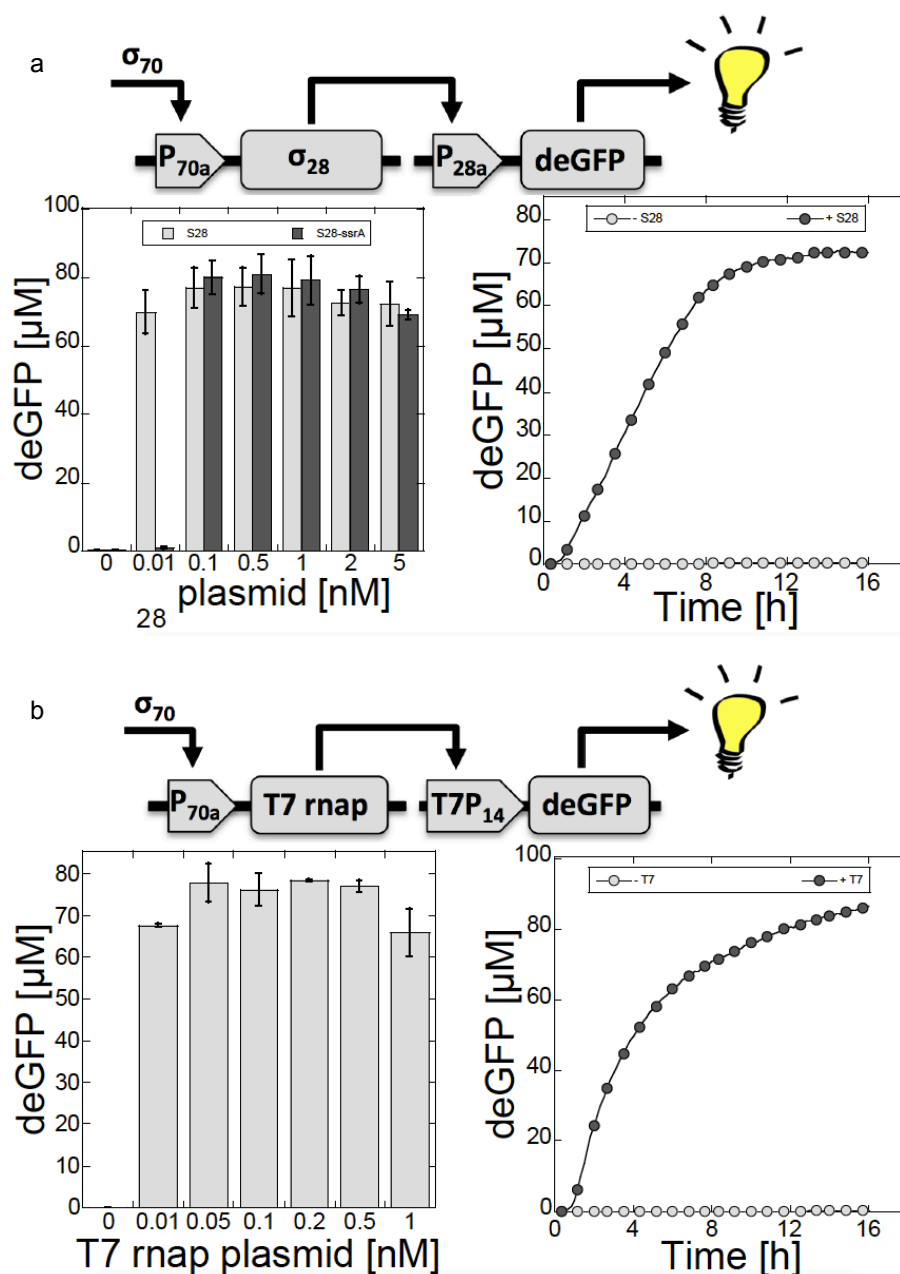 a
σ70
P70a
σ28
P28a
deGFP
deGFP [µM]
100
80
60
40
20
0
S28
S28-ssrA
0 0.01 0.1 0.5 1 2 5
plasmid [nM]
28
deGFP [µM]
80
70
60
50
40
30
20
10
0
- S28
+ S28
0 4 8 12 16
Time [h]
b
σ70
P70a
T7 rnap
T7P14
deGFP
deGFP [µM]
80
70
60
50
40
30
20
10
0
0 0.01 0.05 0.1 0.2 0.5 1
T7 rnap plasmid [nM]
deGFP [µM]
100
80
60
40
20
0
- T7
+ T7
0 4 8 12 16
Time [h]